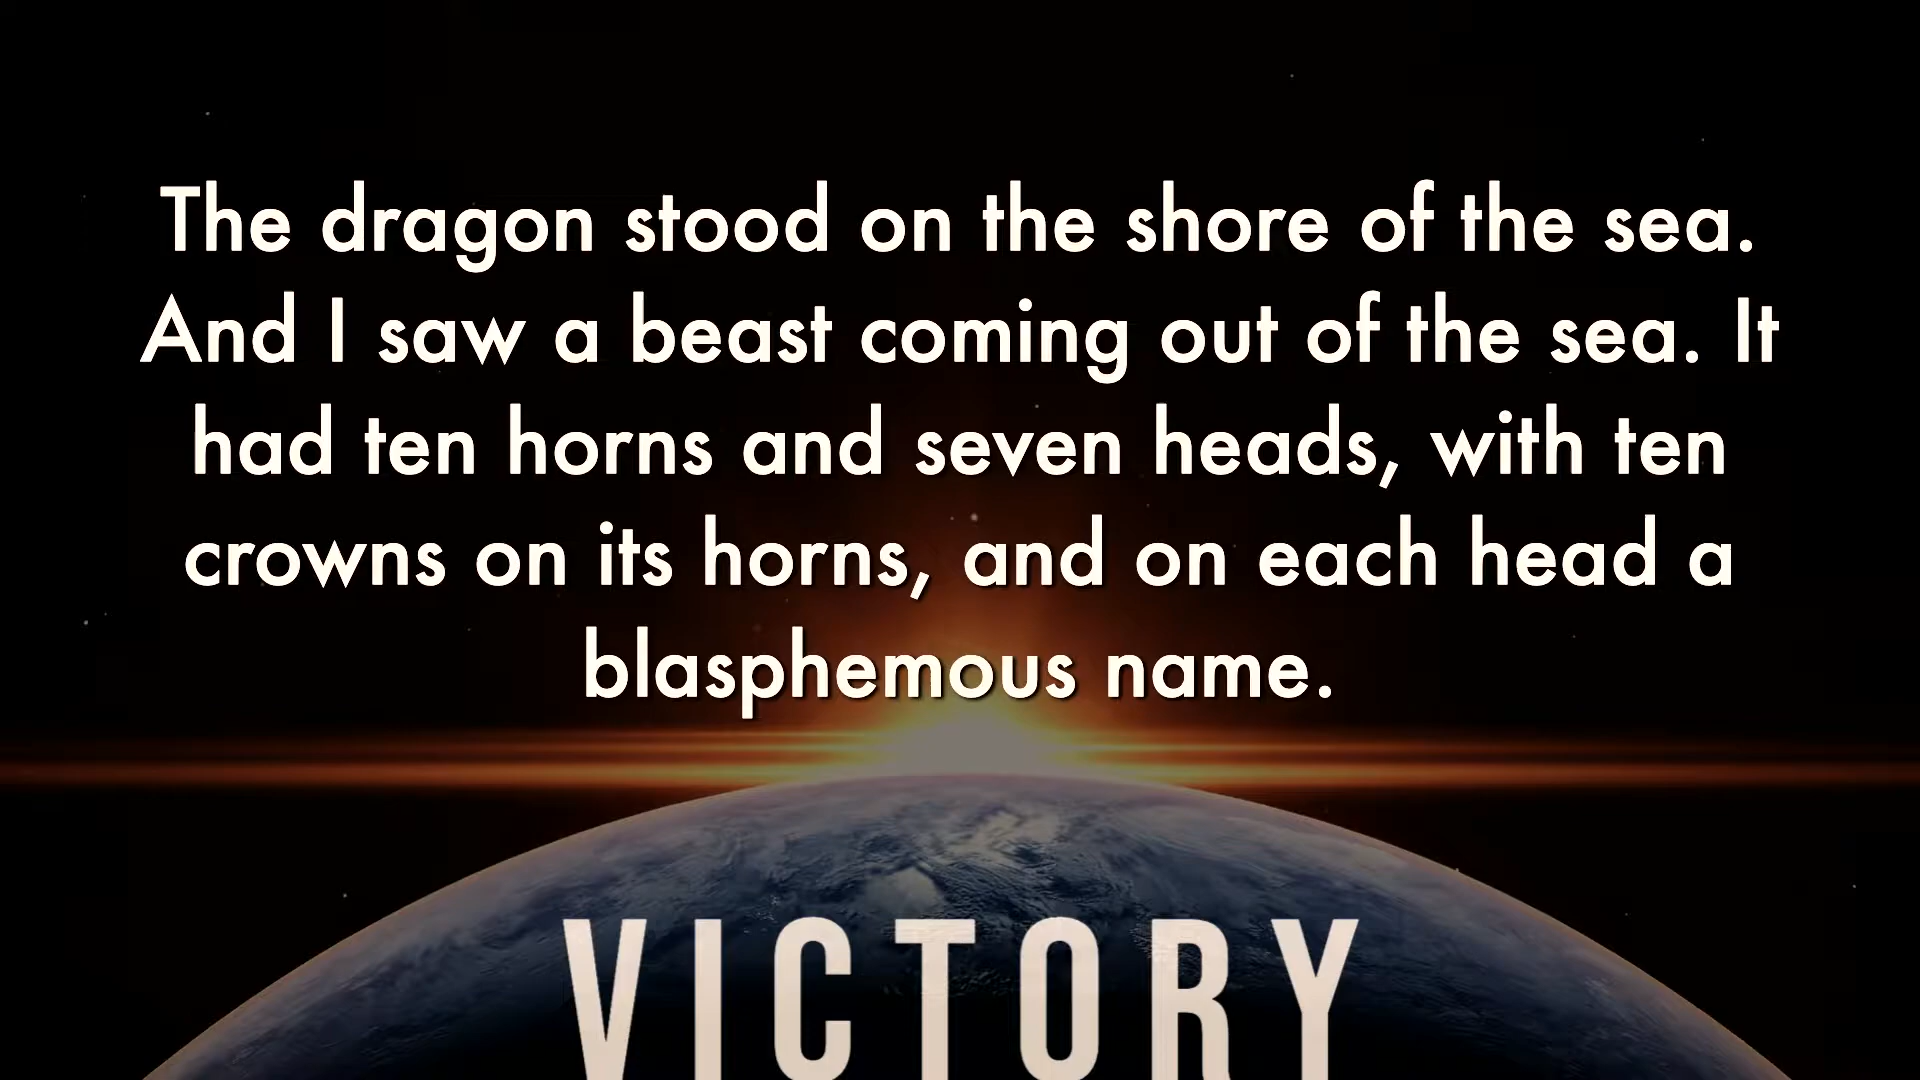 The dragon stood on the shore of the sea.
And I saw a beast coming out of the sea. It
had ten horns and seven heads, with ten
crowns on its horns, and on each head a
blasphemous name.
VICTORY